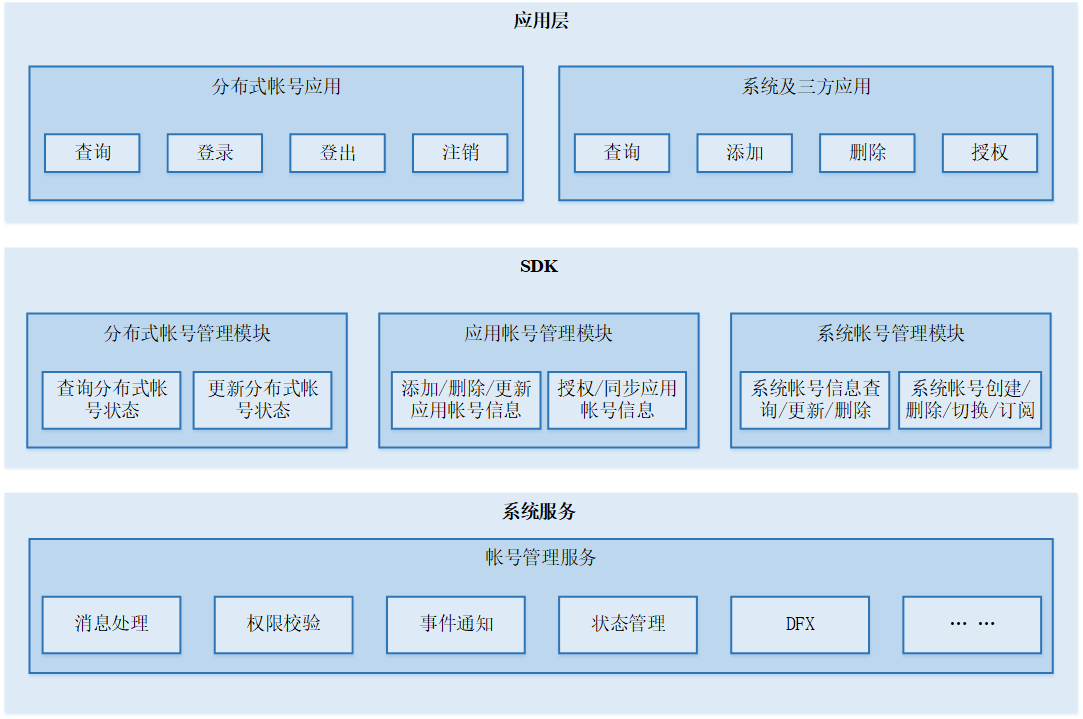 应用层
分布式帐号应用
查询
登录
登出
注销
系统及三方应用
查询
添加
删除
授权
SDK
分布式帐号管理模块
查询分布式帐
号状态
更新分布式帐
号状态
应用帐号管理模块
添加/删除/更新
应用帐号信息
授权/同步应用
帐号信息
系统帐号管理模块
系统帐号信息查
询/更新/删除
系统帐号创建/
删除/切换/订阅
系统服务
帐号管理服务
消息处理
权限校验
事件通知
状态管理
DFX
… …